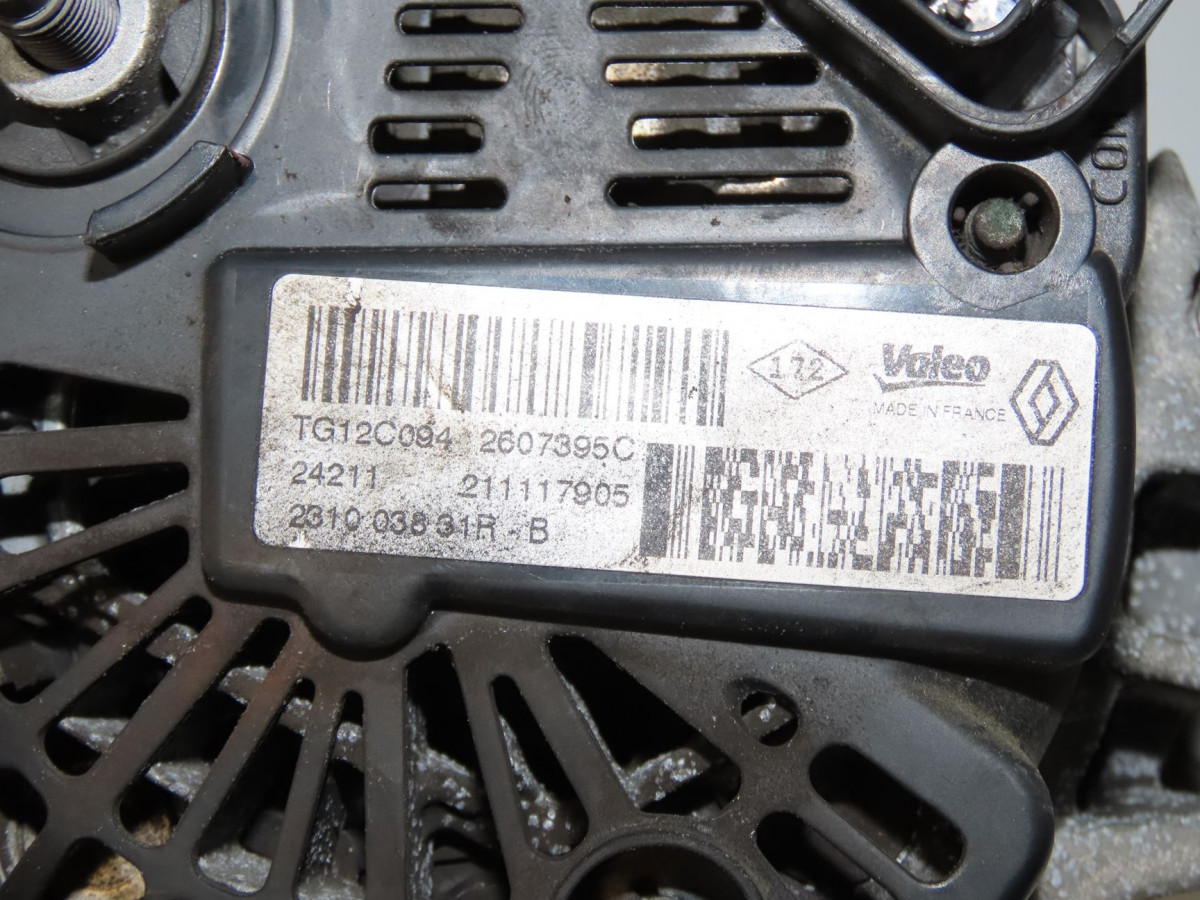 172
Valeo
MADE IN FRANCE
TG12C094 2607395C
24211 211117905
2310 038 31R - B